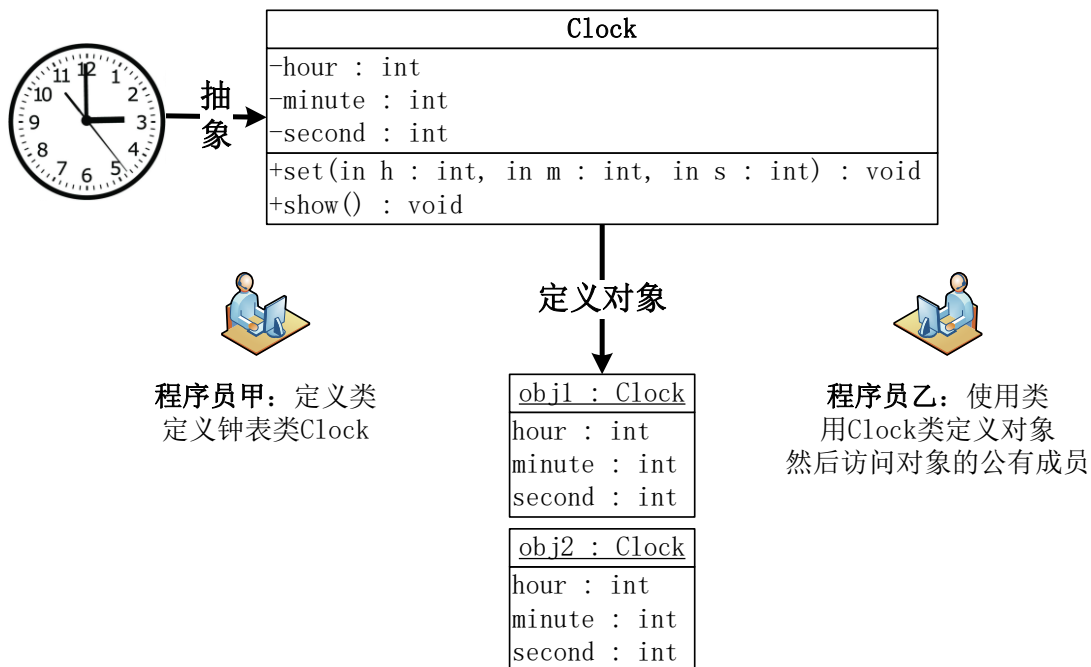 Clock
-hour : int
-minute : int
-second : int
+set(in h : int, in m : int, in s : int) : void
+show() : void
12
1
2
3
4
5
6
7
8
9
10
11
抽
象
定义对象
程序员甲：定义类
定义钟表类Clock
obj1 : Clock
hour : int
minute : int
second : int
程序员乙：使用类
用Clock类定义对象
然后访问对象的公有成员
obj2 : Clock
hour : int
minute : int
second : int